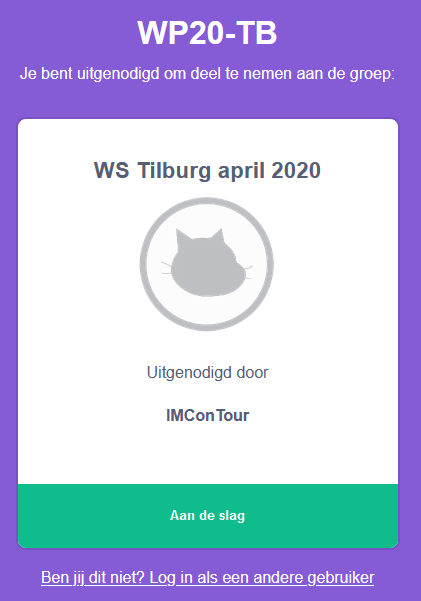 WP20-TB
Je bent uitgenodigd om deel te nemen aan de groep:
WS Tilburg april 2020
Uitgenodigd door
IMConTour
Aan de slag
Ben jij dit niet? Log in als een andere gebruiker